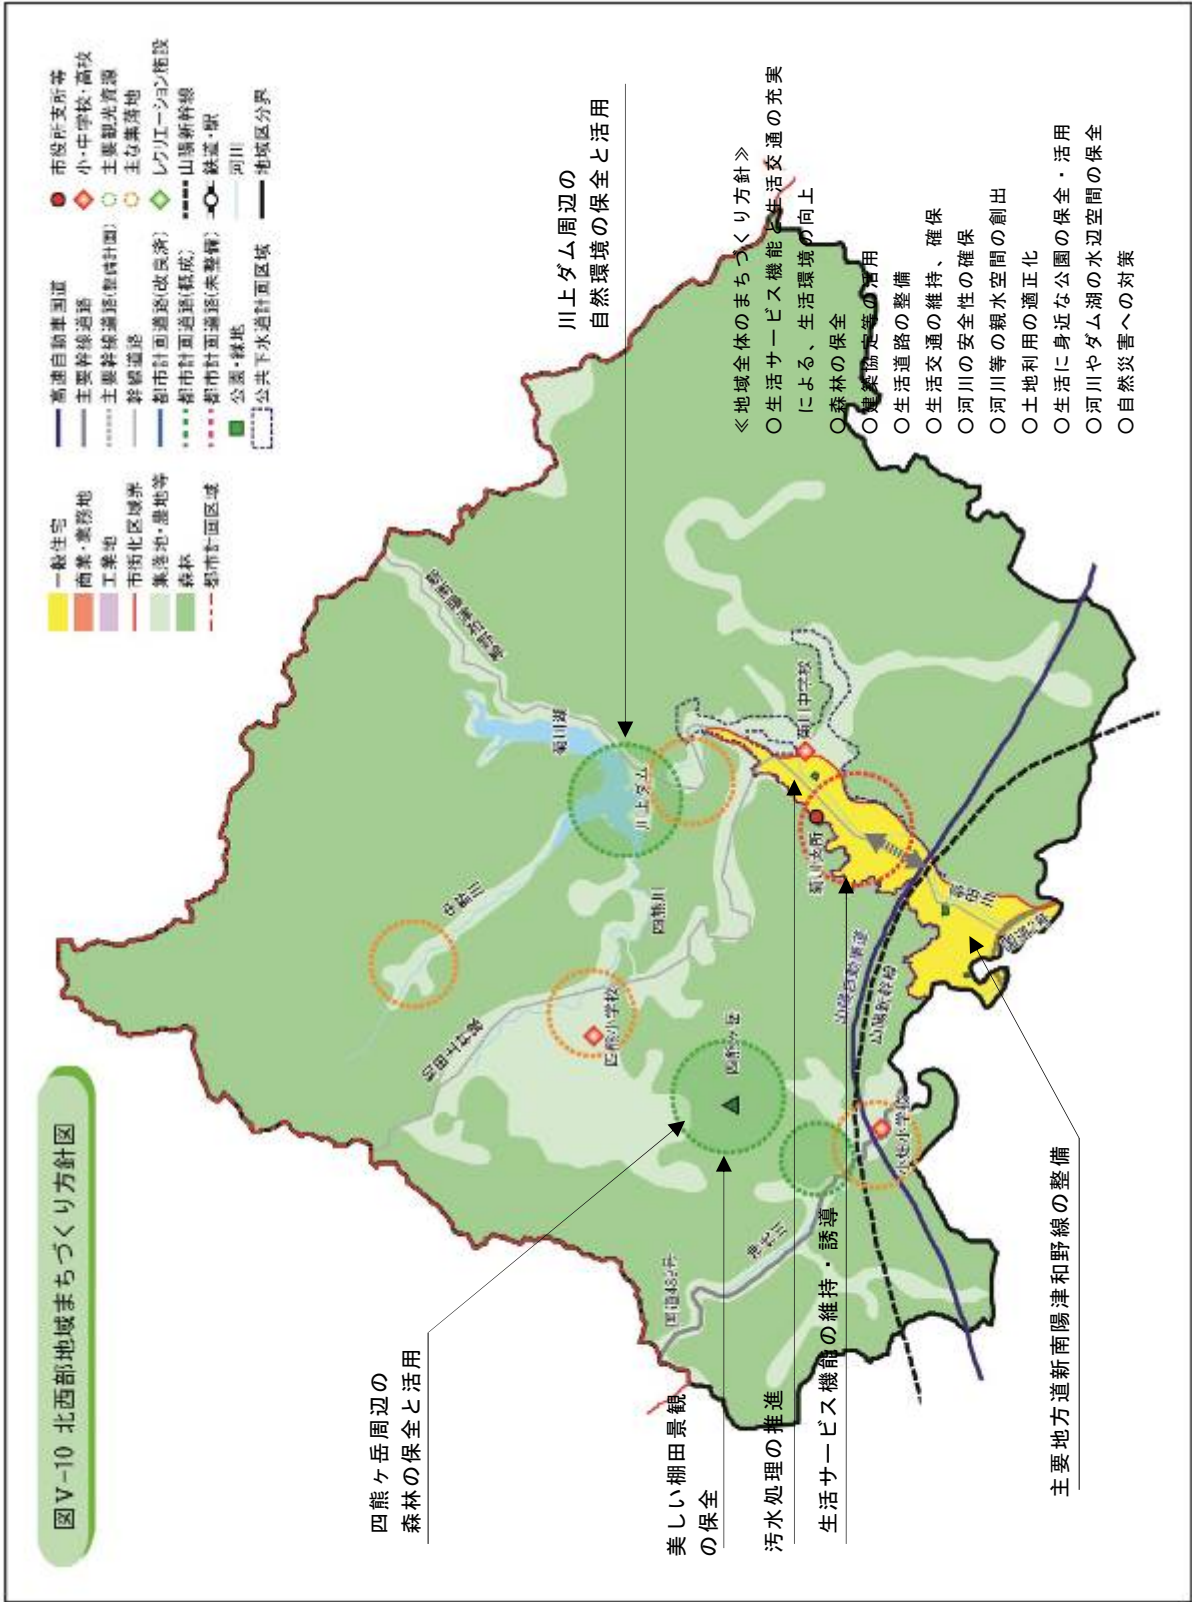 図Ⅴ-10 北西部地域まちづくり方針図
一般住宅
商業・業務地
工業地
市街化区域界
集落地・農地等
森林
都市計画区域
高速自動車国道
主要幹線道路
主要幹線道路(整備計画)
幹線道路
都市計画道路(改良済)
都市計画道路(概成)
都市計画道路(未整備)
公園・緑地
公共下水道計画区域
市役所支所等
小・中学校・高校
主要観光資源
主な集落地
レクリエーション施設
山陽新幹線
鉄道・駅
河川
地域区分界
四熊ヶ岳周辺の
森林の保全と活用
美しい棚田景観
の保全
汚水処理の推進
生活サービス機能の維持・誘導
主要地方道新南陽津和野線の整備
川上ダム周辺の
自然環境の保全と活用
≪地域全体のまちづくり方針≫
○生活サービス機能と生活交通の充実
による、生活環境の向上
○森林の保全
○建築協定等の活用
○生活道路の整備
○生活交通の維持、確保
○河川の安全性の確保
○河川等の親水空間の創出
○土地利用の適正化
○生活に身近な公園の保全・活用
○河川やダム湖の水辺空間の保全
○自然災害への対策
新南陽津和野線
菊川湖
川上ダム
四熊川
四熊小学校
四熊ヶ岳
国道489号
小畑小学校
菊川中学校
菊川支所
山陽自動車道
山陽新幹線
国道2号